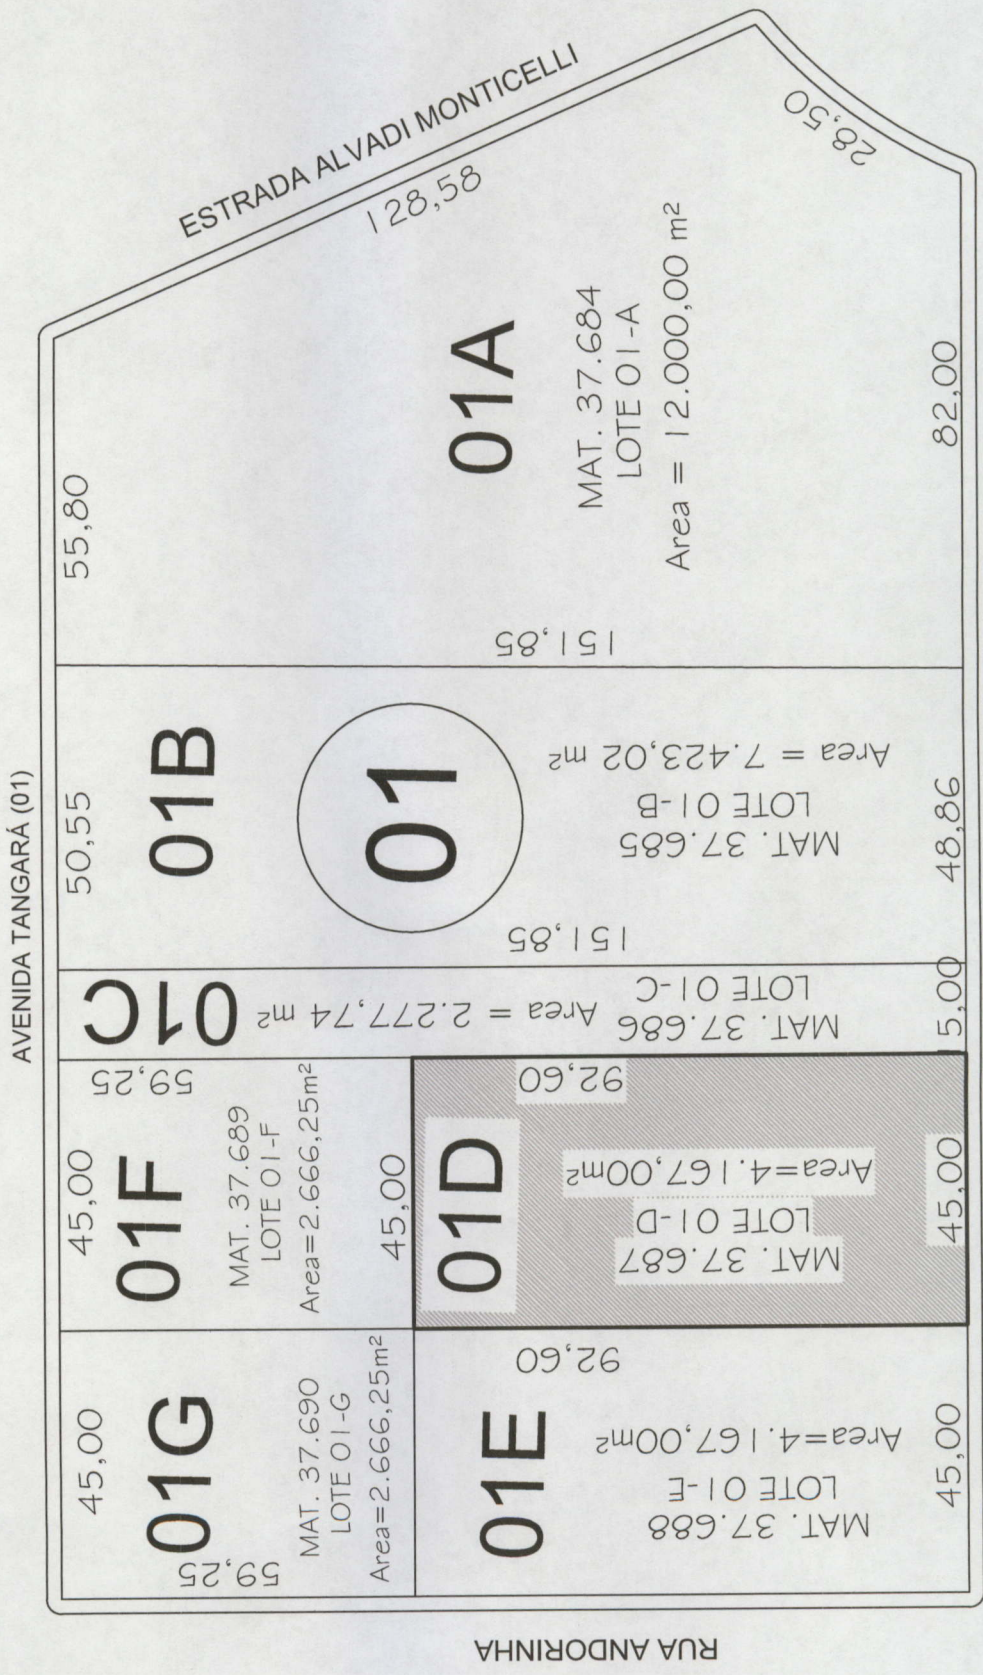 AVENIDA TANGARÁ (01)
ESTRADA ALVADI MONTICELLI
RUA ANDORINHA
128,58
28,50
55,80
01A
MAT. 37.684
LOTE 01-A
Area = 12.000,00 m²
82,00
151,85
50,55
01B
01
MAT. 37.685
LOTE 01-B
Area = 7.423,02 m²
48,86
151,85
01C
MAT. 37.686
LOTE 01-C
Area = 2.277,74 m²
15,00
45,00
59,25
01F
MAT. 37.689
LOTE 01-F
Area=2.666,25m²
45,00
92,60
01D
MAT. 37.687
LOTE 01-D
Area=4.167,00m²
45,00
45,00
01G
59,25
MAT. 37.690
LOTE 01-G
Area=2.666,25m²
92,60
01E
MAT. 37.688
LOTE 01-E
Area=4.167,00m²
45,00